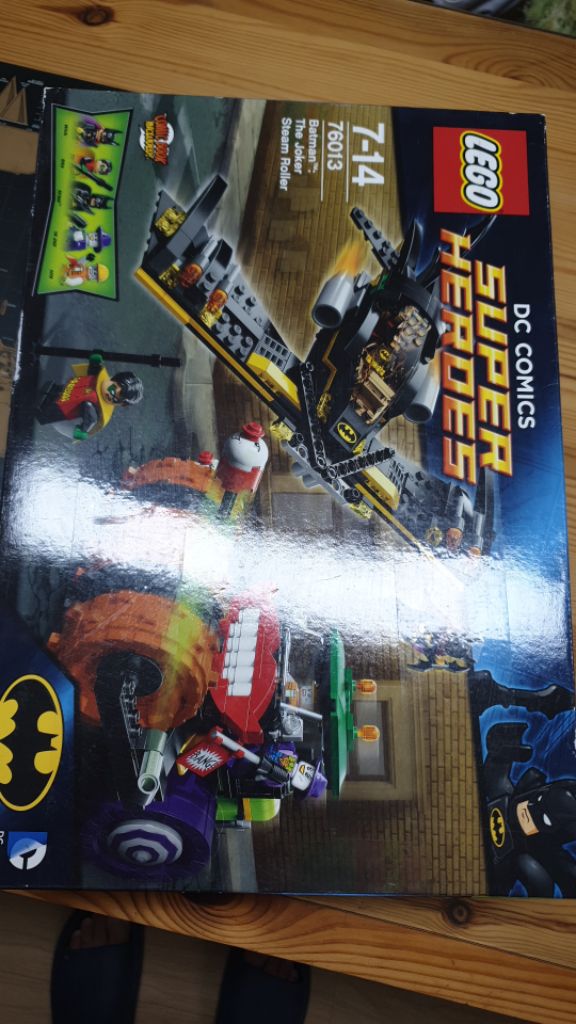 LEGO
DC COMICS
SUPER
HEROES
7-14
76013
Batman™:
The Joker
Steam Roller